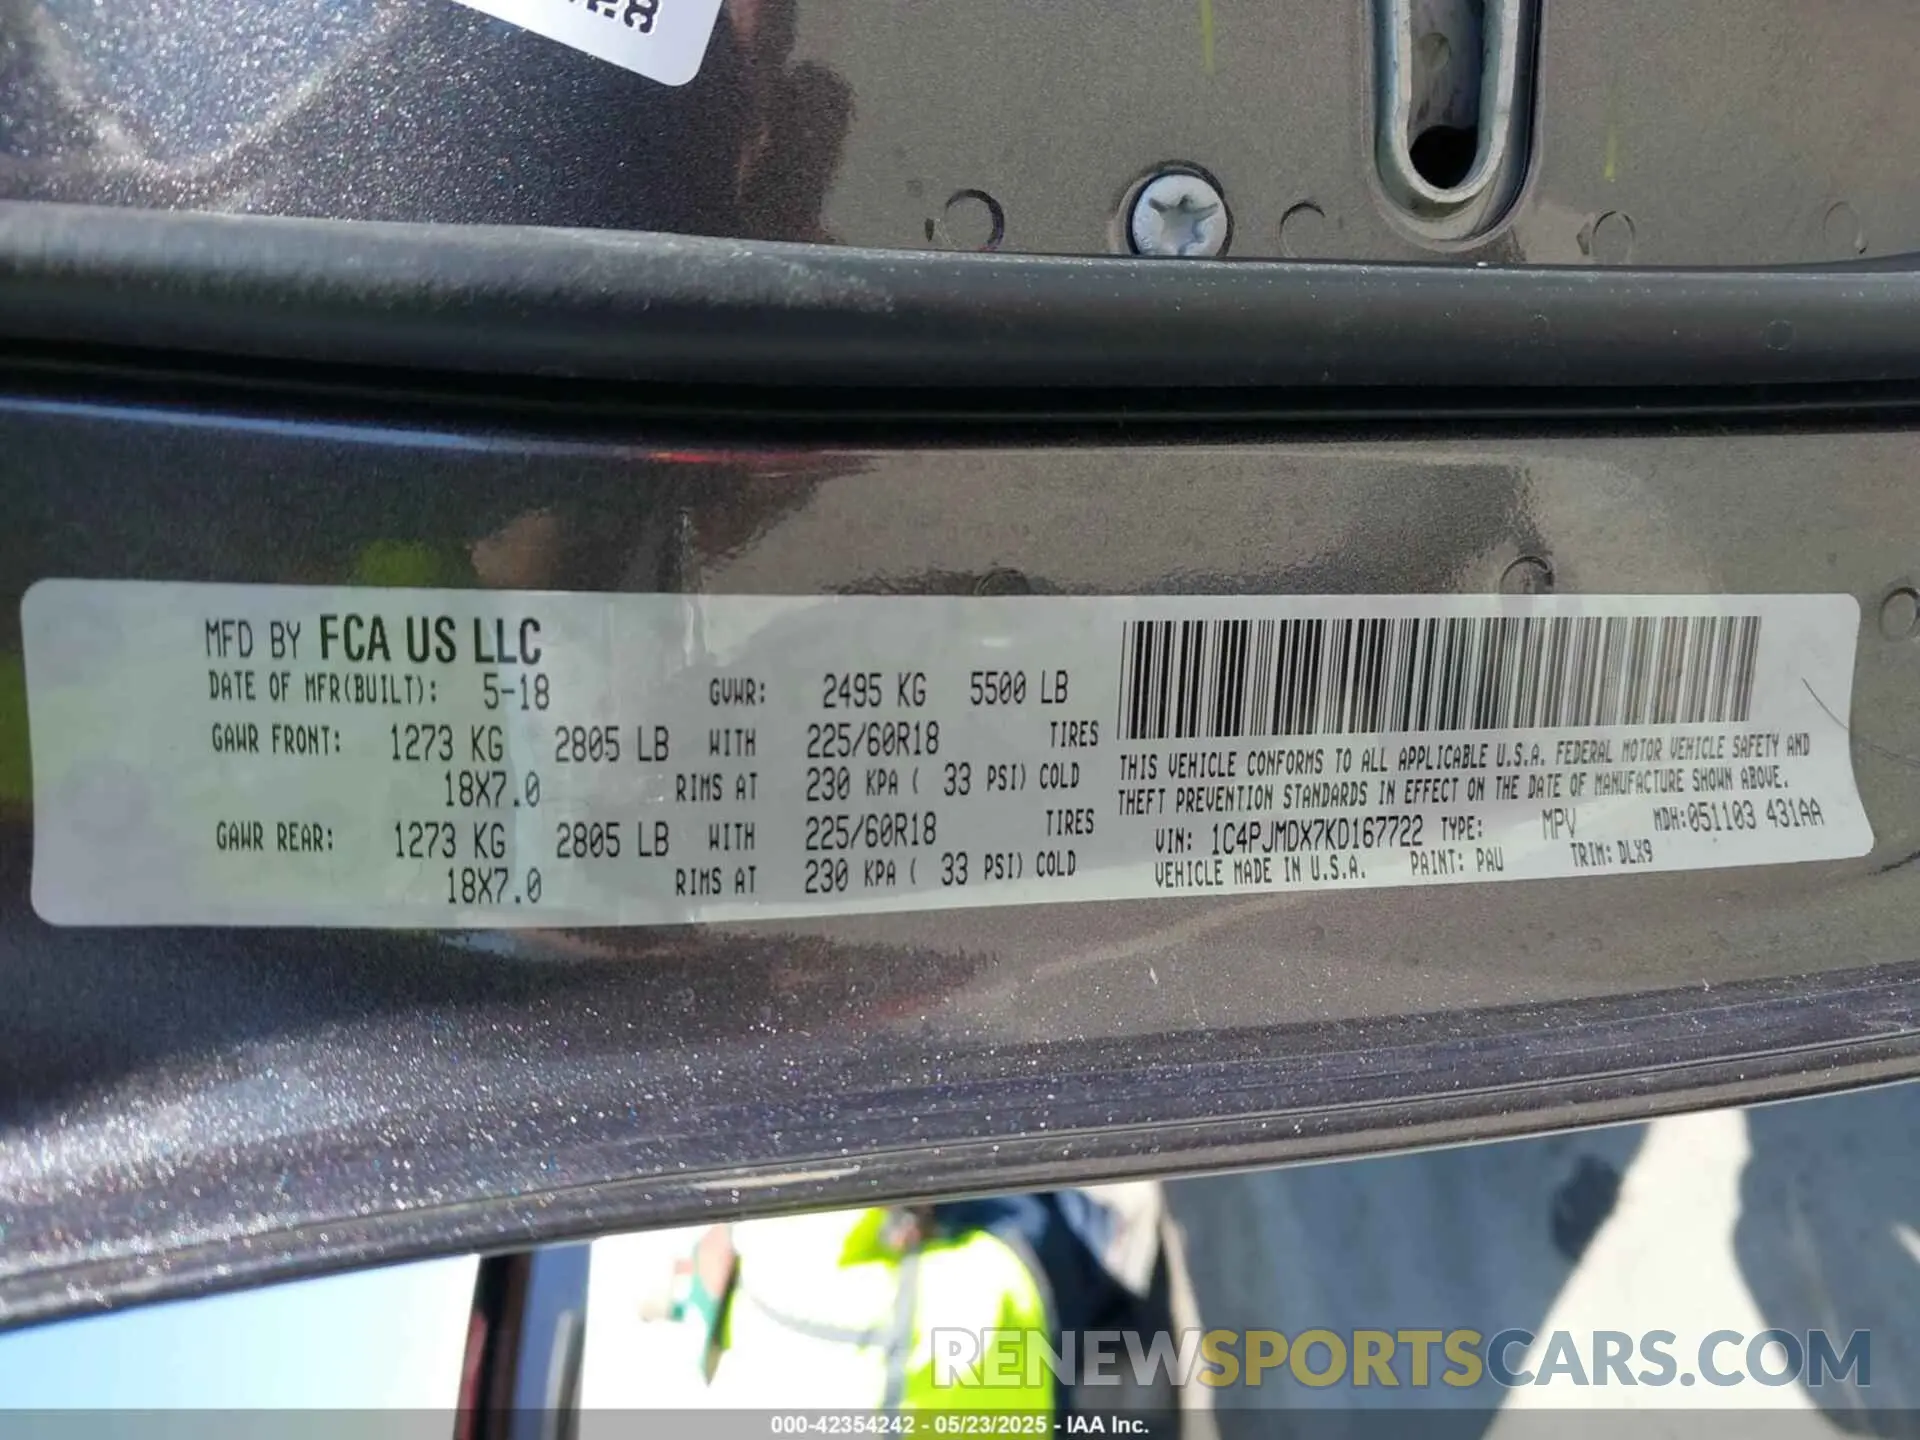 MFD BY FCA US LLC
DATE OF MFR(BUILT): 5-18 GVWR: 2495 KG 5500 LB
GAWR FRONT: 1273 KG 2805 LB WITH 225/60R18 TIRES
18X7.0 RIMS AT 230 KPA ( 33 PSI) COLD
GAWR REAR: 1273 KG 2805 LB WITH 225/60R18 TIRES
18X7.0 RIMS AT 230 KPA ( 33 PSI) COLD
THIS VEHICLE CONFORMS TO ALL APPLICABLE U.S.A. FEDERAL MOTOR VEHICLE SAFETY AND
THEFT PREVENTION STANDARDS IN EFFECT ON THE DATE OF MANUFACTURE SHOWN ABOVE.
VIN: 1C4PJMDX7KD167722 TYPE: MPV MDH:051103 431AA
VEHICLE MADE IN U.S.A. PAINT: PAU TRIM: DLX9
RENEWSPORTSCARS.COM
000-42354242 - 05/23/2025 - IAA Inc.